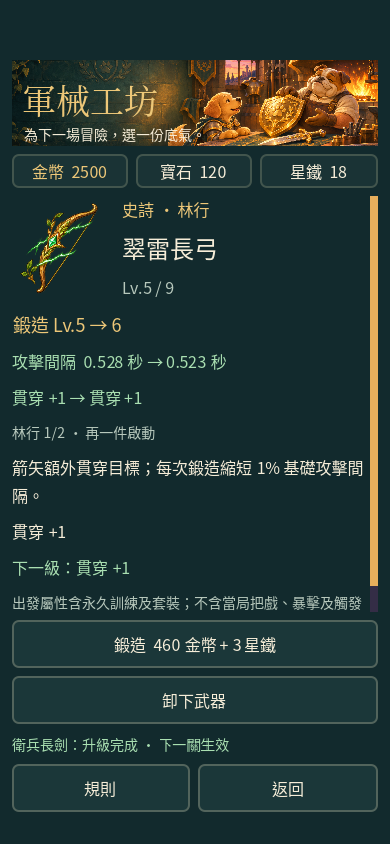 軍械工坊
為下一場冒險，選一份底氣。
金幣 2500
寶石 120
星鐵 18
史詩 · 林行
翠雷長弓
Lv.5 / 9
鍛造 Lv.5 → 6
攻擊間隔 0.528 秒 → 0.523 秒
貫穿 +1 → 貫穿 +1
林行 1/2 · 再一件啟動
箭矢額外貫穿目標；每次鍛造縮短 1% 基礎攻擊間
隔。
貫穿 +1
下一級：貫穿 +1
出發屬性含永久訓練及套裝；不含當局把戲、暴擊及觸發
鍛造 460 金幣 + 3 星鐵
卸下武器
衛兵長劍：升級完成 · 下一關生效
規則
返回